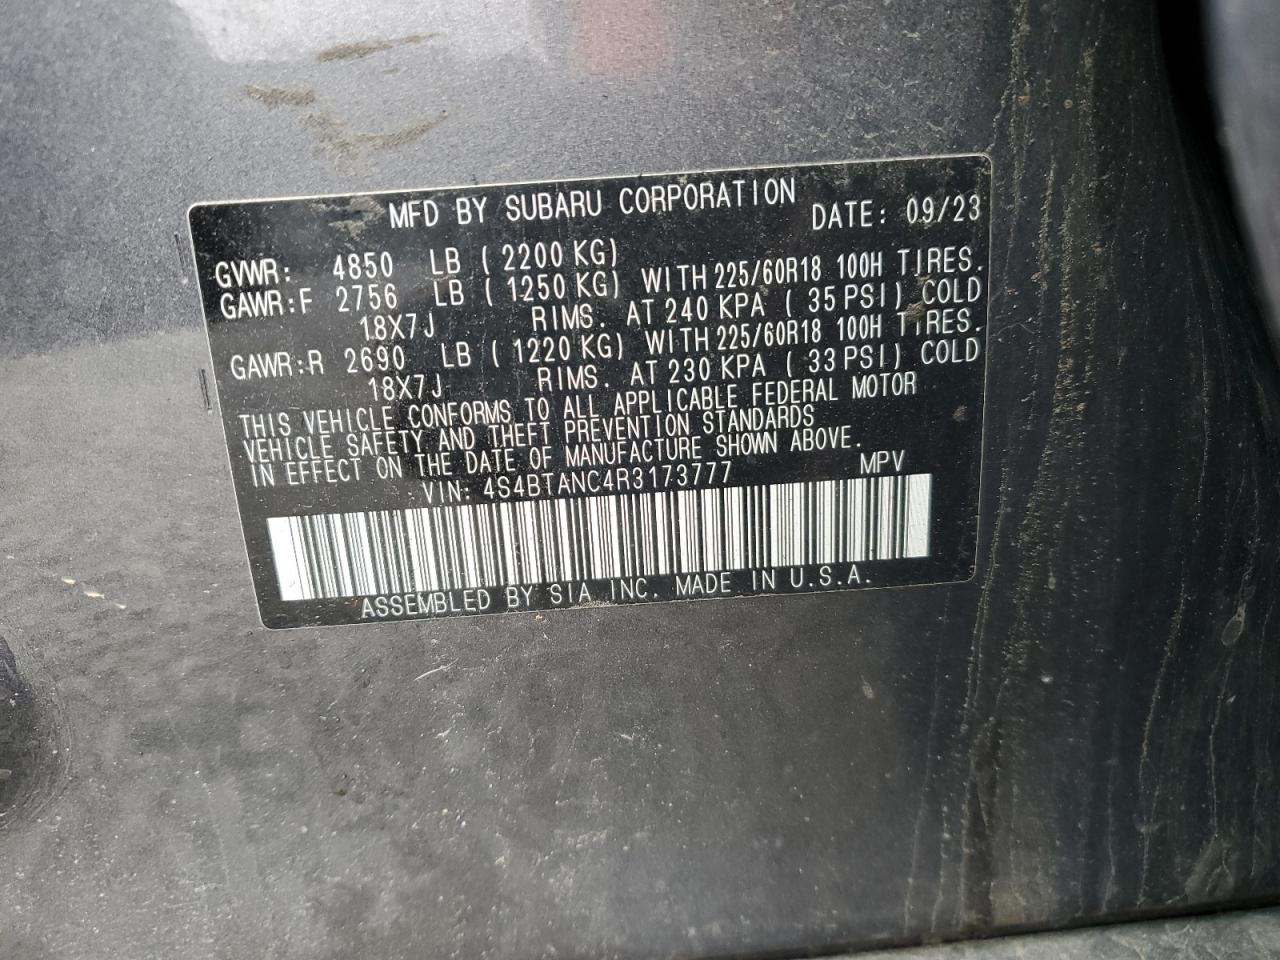 MFD BY SUBARU CORPORATION DATE: 09/23
GVWR: 4850 LB ( 2200 KG)
GAWR:F 2756 LB ( 1250 KG) WITH 225/60R18 100H TIRES.
18X7J RIMS. AT 240 KPA ( 35 PSI) COLD
GAWR:R 2690 LB ( 1220 KG) WITH 225/60R18 100H TIRES.
18X7J RIMS. AT 230 KPA ( 33 PSI) COLD
THIS VEHICLE CONFORMS TO ALL APPLICABLE FEDERAL MOTOR
VEHICLE SAFETY AND THEFT PREVENTION STANDARDS
IN EFFECT ON THE DATE OF MANUFACTURE SHOWN ABOVE.
VIN: 4S4BTANC4R3173777 MPV
ASSEMBLED BY SIA INC. MADE IN U.S.A.